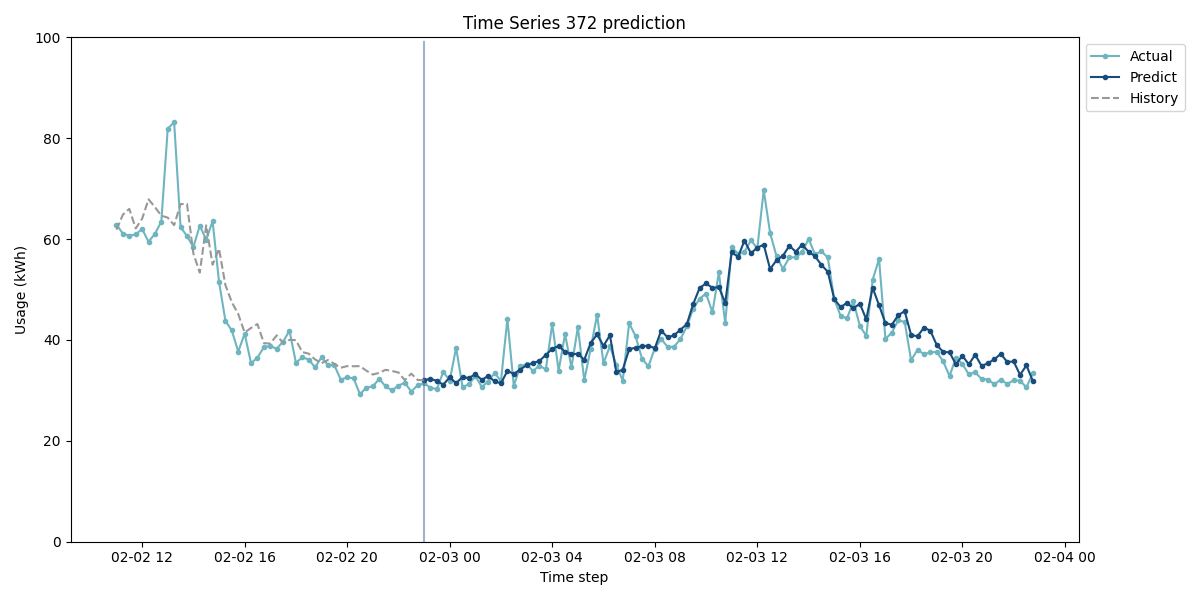 Time Series 372 prediction
Usage (kWh)
100
80
60
40
20
0
02-02 12
02-02 16
02-02 20
02-03 00
02-03 04
02-03 08
02-03 12
02-03 16
02-03 20
02-04 00
Time step
Actual
Predict
History